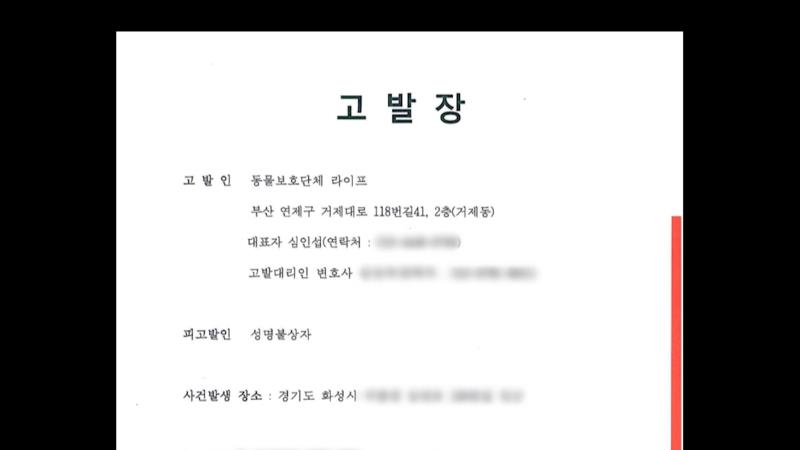 고 발 장
고 발 인 동물보호단체 라이프
부산 연제구 거제대로 118번길41, 2층(거제동)
대표자 심인섭(연락처 : )
고발대리인 변호사
피고발인 성명불상자
사건발생 장소 : 경기도 화성시